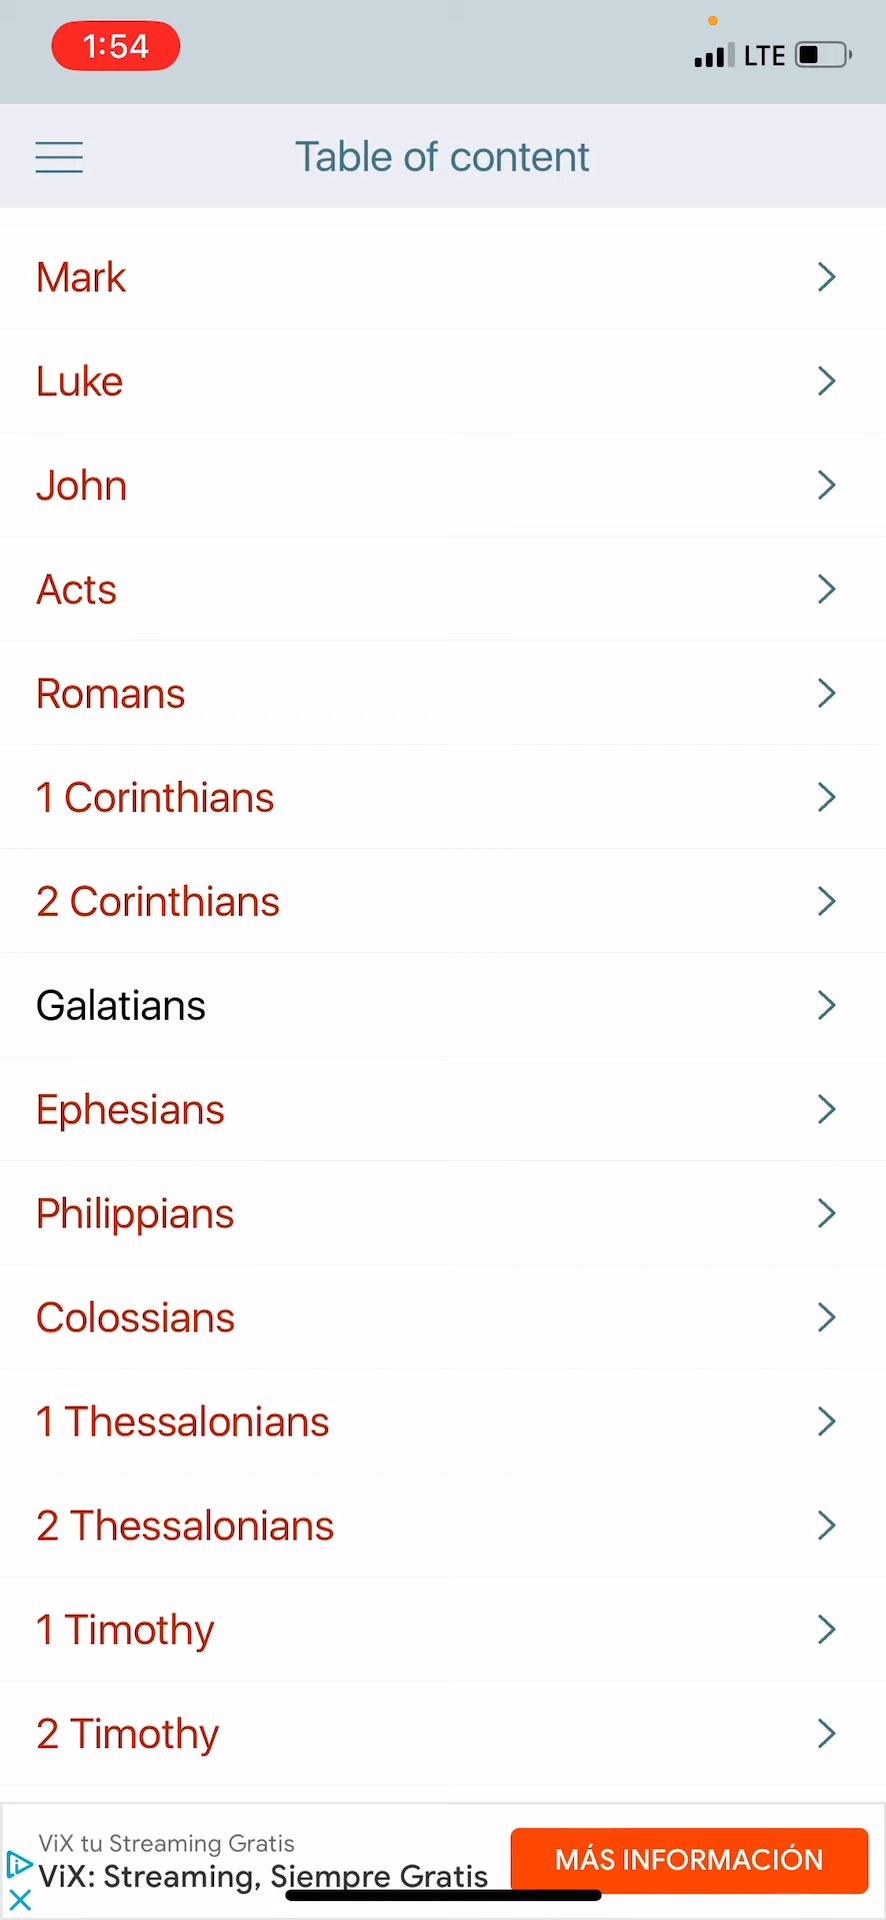 1:54
LTE
Table of content
Mark
Luke
John
Acts
Romans
1 Corinthians
2 Corinthians
Galatians
Ephesians
Philippians
Colossians
1 Thessalonians
2 Thessalonians
1 Timothy
2 Timothy
ViX tu Streaming Gratis
ViX: Streaming, Siempre Gratis
MÁS INFORMACIÓN